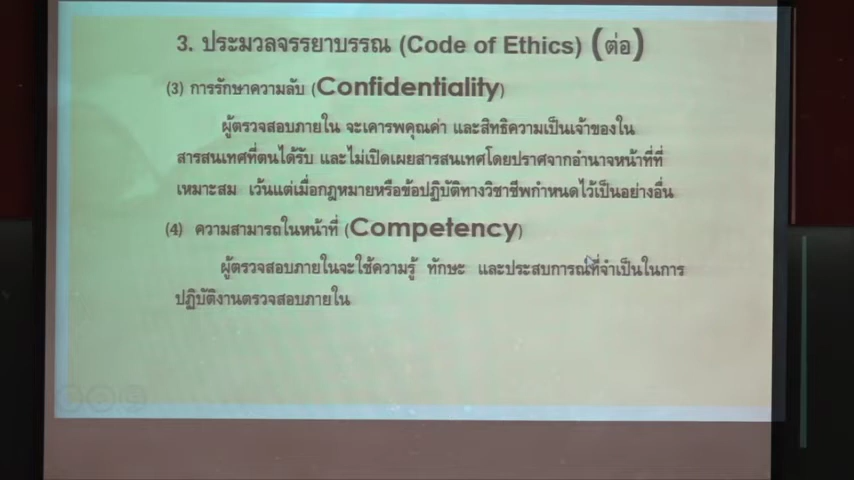 3. ประมวลจรรยาบรรณ (Code of Ethics) (ต่อ)
(3) การรักษาความลับ (Confidentiality)
ผู้ตรวจสอบภายใน จะเคารพคุณค่า และสิทธิความเป็นเจ้าของใน
สารสนเทศที่ตนได้รับ และไม่เปิดเผยสารสนเทศโดยปราศจากอำนาจหน้าที่ที่
เหมาะสม เว้นแต่เมื่อกฎหมายหรือข้อปฏิบัติทางวิชาชีพกำหนดไว้เป็นอย่างอื่น
(4) ความสามารถในหน้าที่ (Competency)
ผู้ตรวจสอบภายในจะใช้ความรู้ ทักษะ และประสบการณ์ที่จำเป็นในการ
ปฏิบัติงานตรวจสอบภายใน